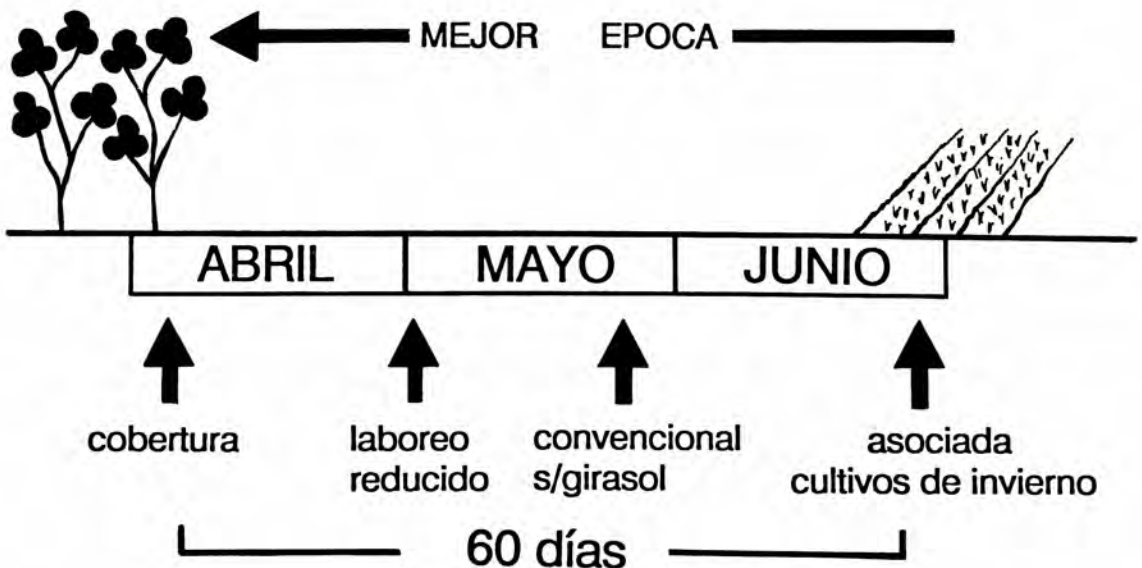 MEJOR EPOCA
ABRIL MAYO JUNIO
cobertura
laboreo
reducido
convencional
s/girasol
asociada
cultivos de invierno
60 días